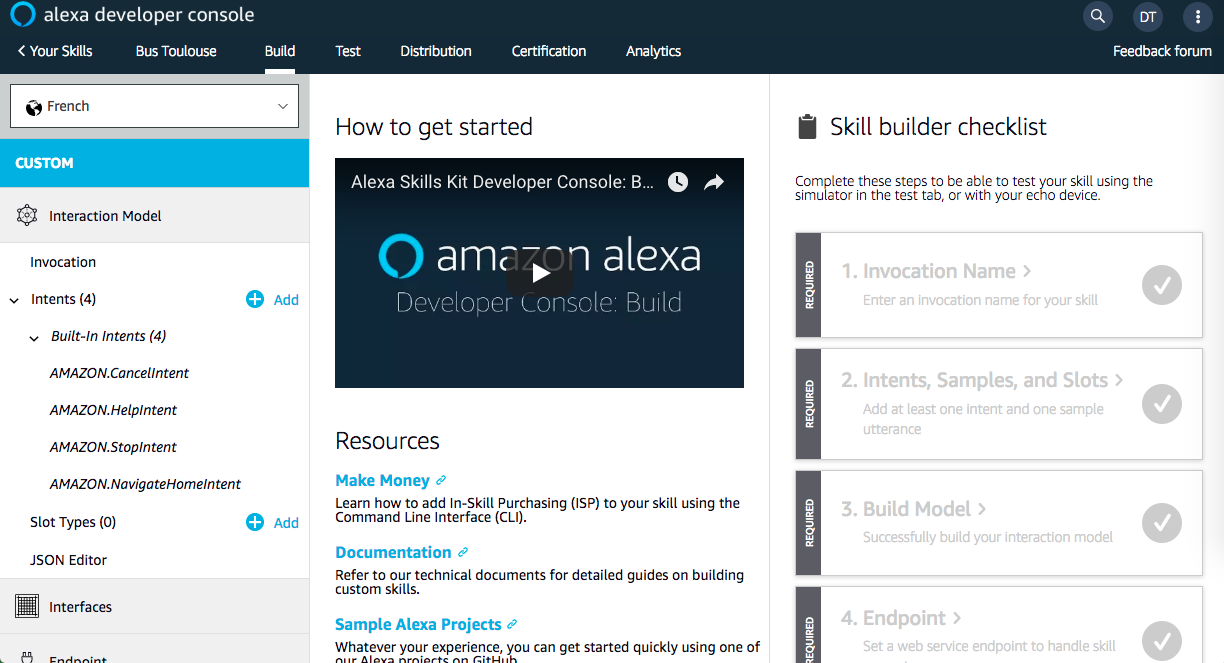 alexa developer console
DT
Your Skills
Bus Toulouse
Build
Test
Distribution
Certification
Analytics
Feedback forum
French
CUSTOM
Interaction Model
Invocation
Intents (4)
Add
Built-In Intents (4)
AMAZON.CancelIntent
AMAZON.HelpIntent
AMAZON.StopIntent
AMAZON.NavigateHomeIntent
Slot Types (0)
Add
JSON Editor
Interfaces
Endpoint
How to get started
Alexa Skills Kit Developer Console: B...
amazon alexa
Developer Console: Build
Resources
Make Money
Learn how to add In-Skill Purchasing (ISP) to your skill using the
Command Line Interface (CLI).
Documentation
Refer to our technical documents for detailed guides on building
custom skills.
Sample Alexa Projects
Whatever your experience, you can get started quickly using one of
our Alexa projects on GitHub
Skill builder checklist
Complete these steps to be able to test your skill using the
simulator in the test tab, or with your echo device.
REQUIRED
1. Invocation Name
Enter an invocation name for your skill
REQUIRED
2. Intents, Samples, and Slots
Add at least one intent and one sample
utterance
REQUIRED
3. Build Model
Successfully build your interaction model
REQUIRED
4. Endpoint
Set a web service endpoint to handle skill